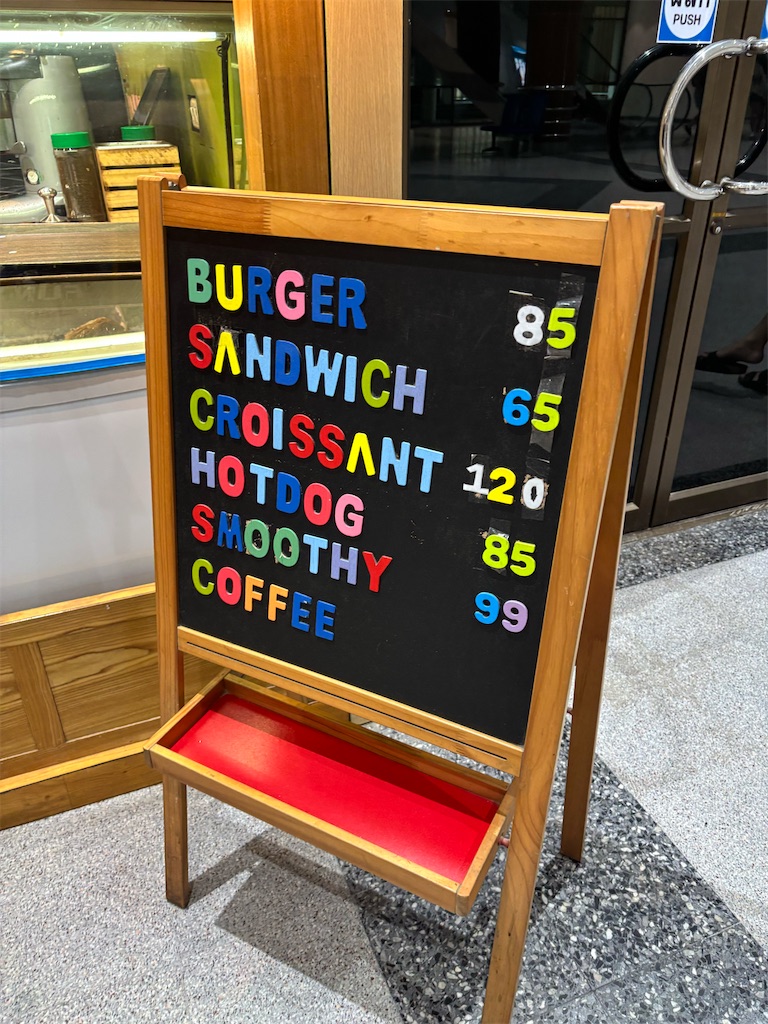 PUSH
BURGER 85
SANDWICH 65
CROISSANT 120
HOTDOG 85
SMOOTHY 99
COFFEE